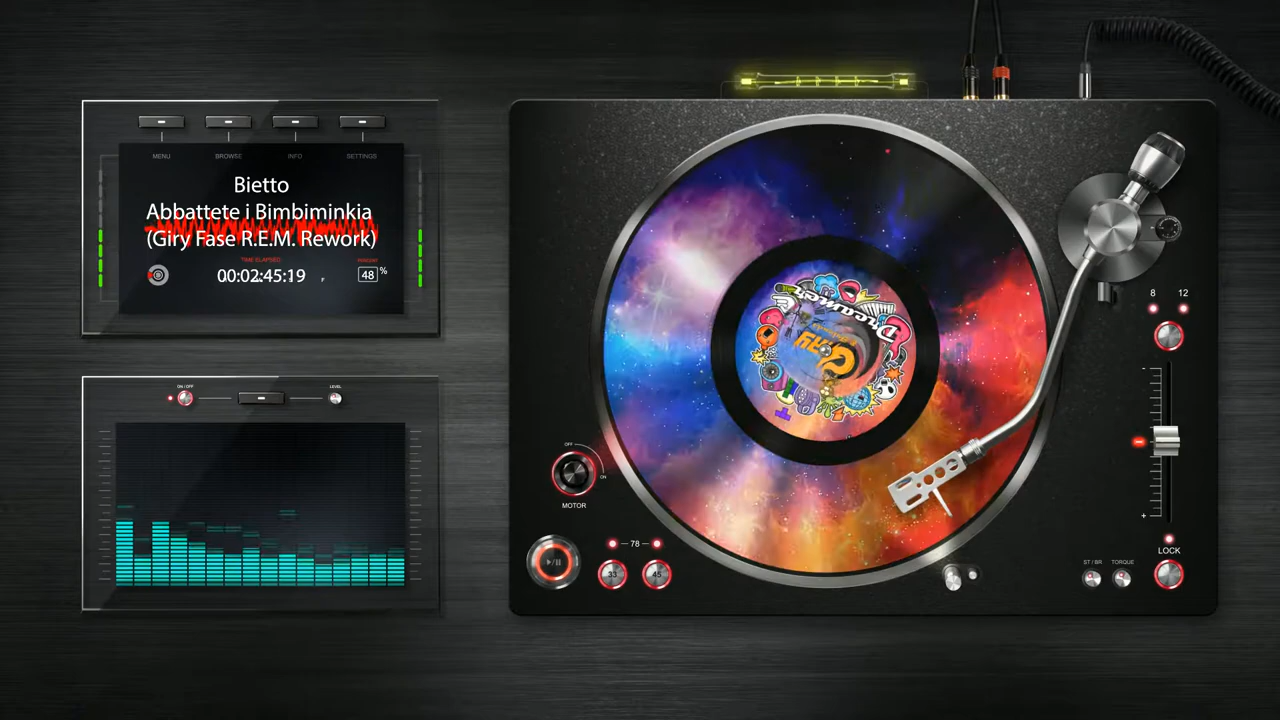 MENU BROWSE INFO SETTINGS
Bietto
Abbattete i Bimbiminkia
(Giry Fase R.E.M. Rework)
TIME ELAPSED
00:02:45:19
F
48 %
ON / OFF
LEVEL
Dreamer
OFF
ON
MOTOR
78
33
45
8 12
-
+
LOCK
ST / BR
TORQUE